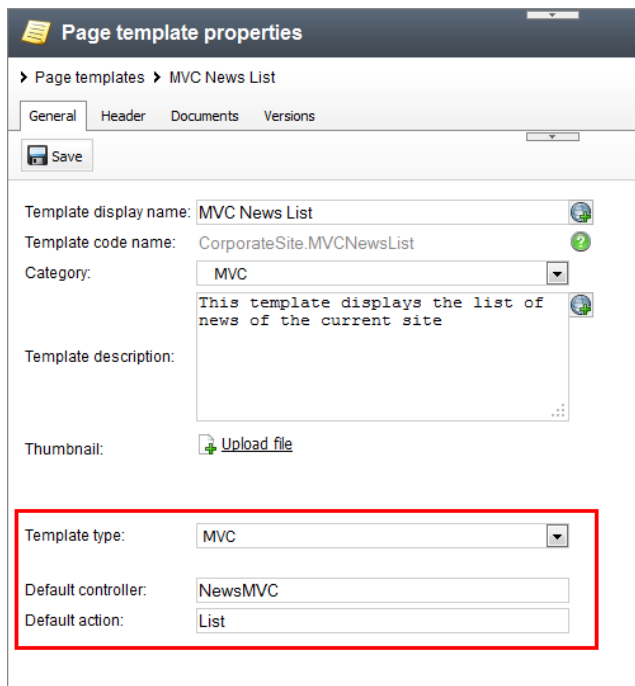 Page template properties
Page templates MVC News List
General Header Documents Versions
Save
Template display name: MVC News List
Template code name: CorporateSite.MVCNewsList ?
Category: MVC
This template displays the list of
news of the current site
Template description:
Thumbnail: Upload file
Template type: MVC
Default controller: NewsMVC
Default action: List